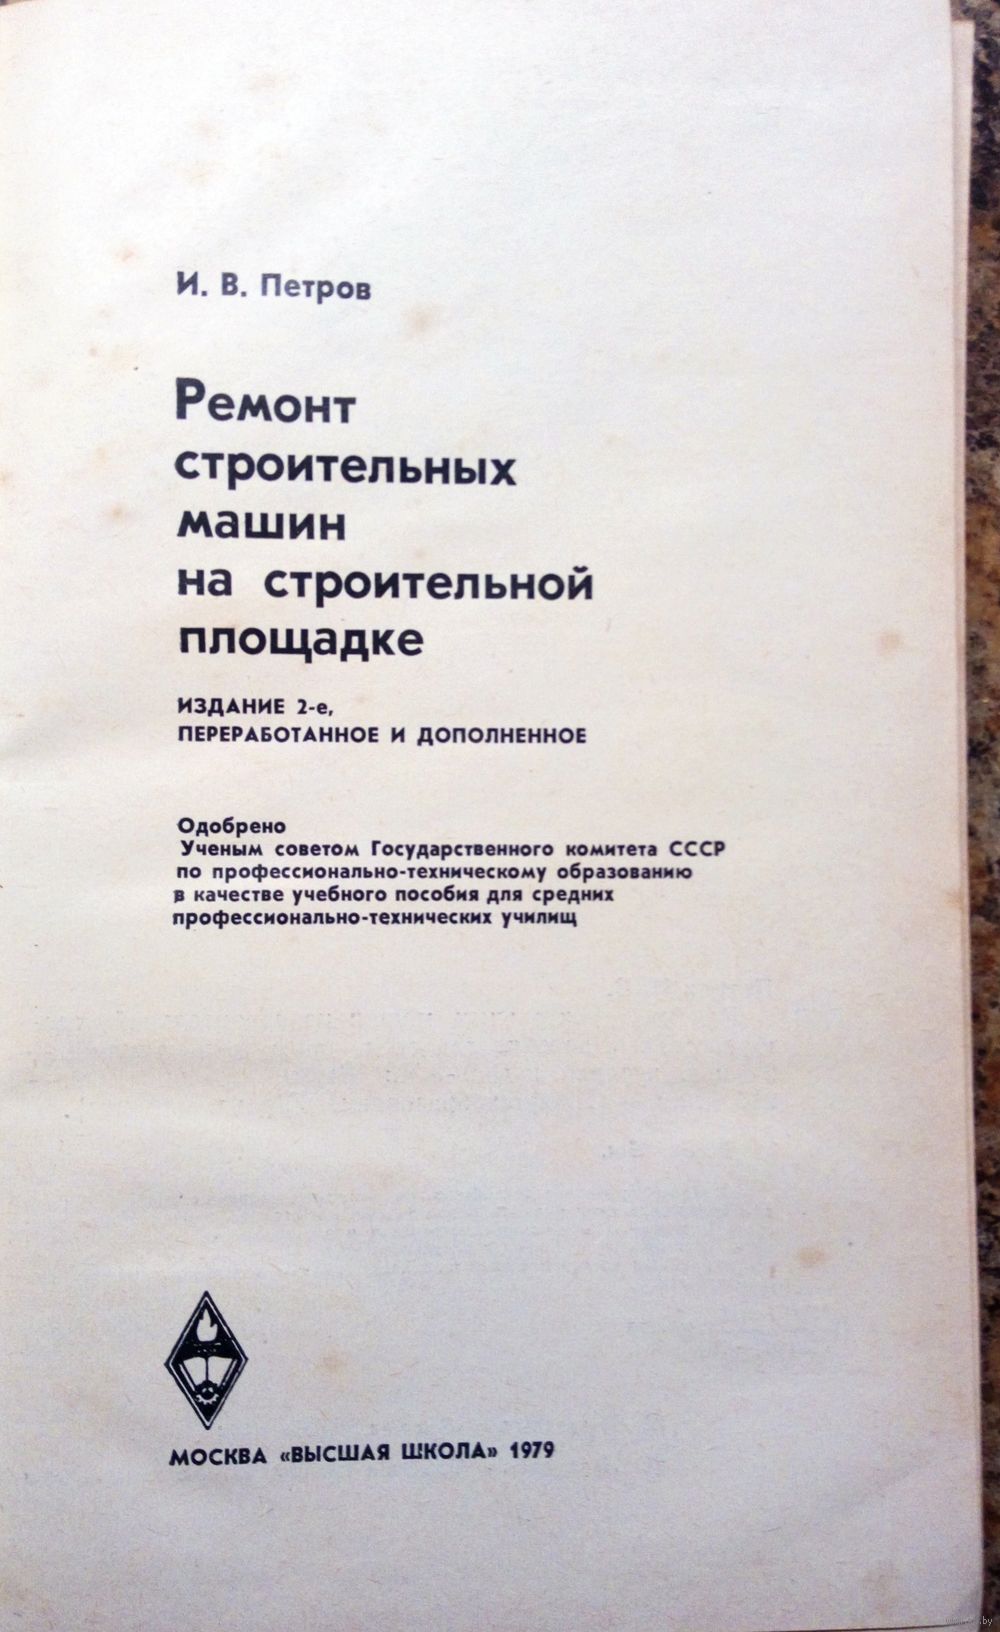 И. В. Петров
Ремонт
строительных
машин
на строительной
площадке
ИЗДАНИЕ 2-е,
ПЕРЕРАБОТАННОЕ И ДОПОЛНЕННОЕ
Одобрено
Ученым советом Государственного комитета СССР
по профессионально-техническому образованию
в качестве учебного пособия для средних
профессионально-технических училищ
МОСКВА «ВЫСШАЯ ШКОЛА» 1979